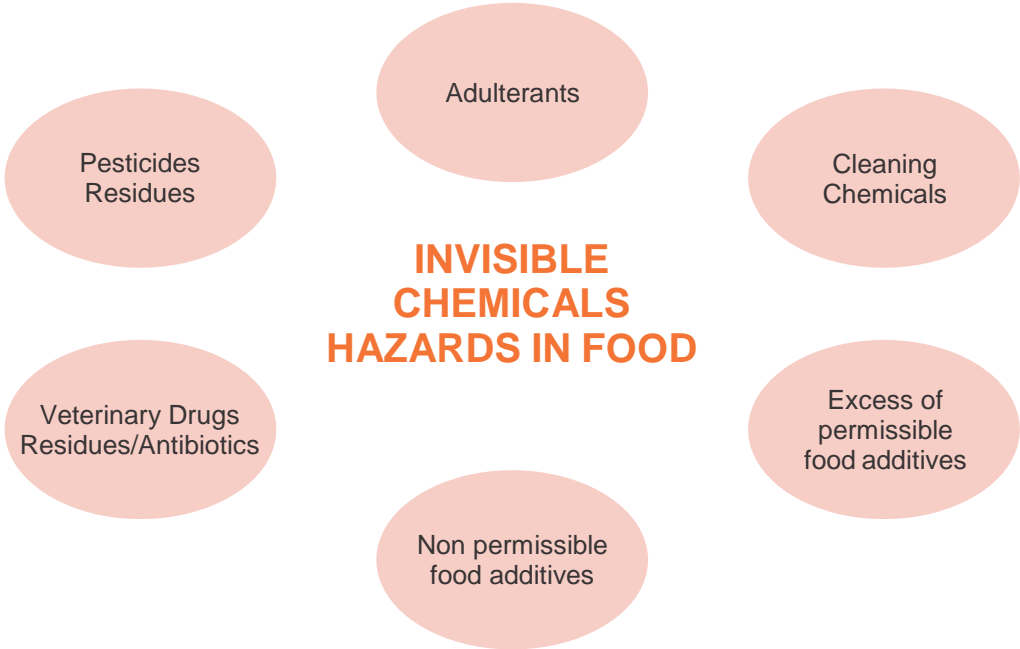 Adulterants
Pesticides
Residues
Cleaning
Chemicals
INVISIBLE
CHEMICALS
HAZARDS IN FOOD
Veterinary Drugs
Residues/Antibiotics
Excess of
permissible
food additives
Non permissible
food additives